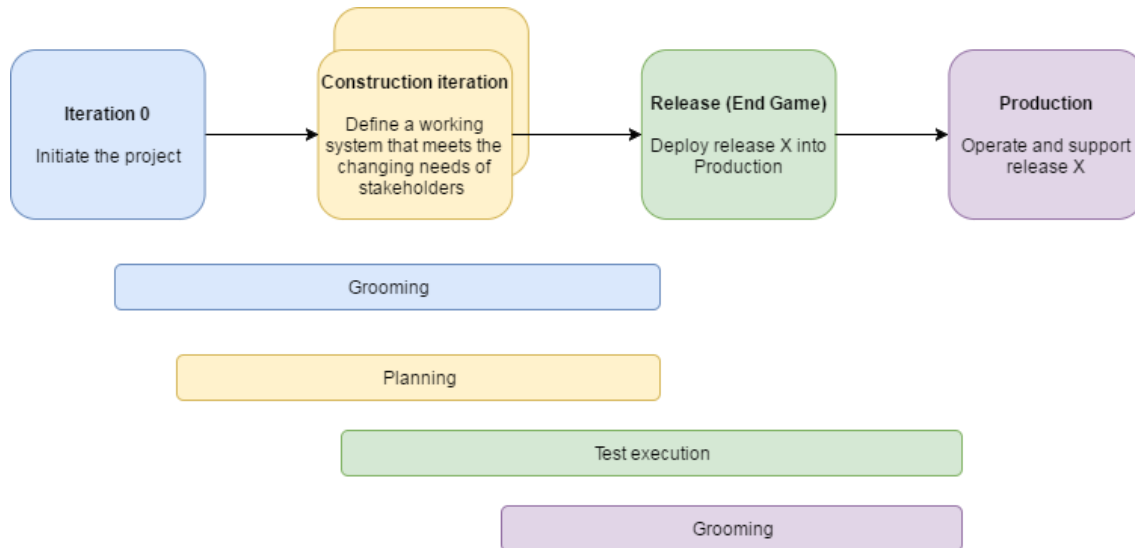 Iteration 0
Initiate the project
Construction iteration
Define a working
system that meets the
changing needs of
stakeholders
Release (End Game)
Deploy release X into
Production
Production
Operate and support
release X
Grooming
Planning
Test execution
Grooming